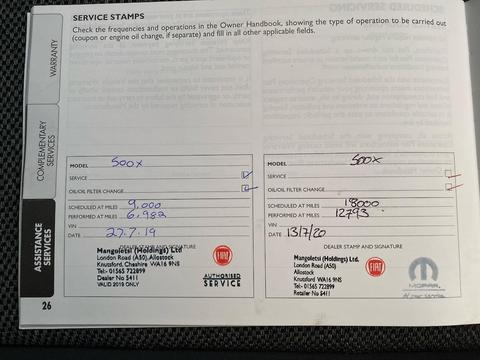 SERVICE STAMPS
Check the frequencies and operations in the Owner Handbook, showing the type of operation to be carried out
(coupon or engine oil change, if separate) and fill in all other applicable fields.
WARRANTY
COMPLEMENTARY
SERVICES
ASSISTANCE
SERVICES
MODEL 500x
SERVICE
OIL/OIL FILTER CHANGE
SCHEDULED AT MILES 9,000
PERFORMED AT MILES 6,982
VIN
DATE 27.7.19
DEALER STAMP AND SIGNATURE
Mangoletsi (Holdings) Ltd.
London Road (A50), Allostock
Knutsford, Cheshire WA16 9NS
Tel:- 01565 722899
Dealer No 5411
VALID 2019 ONLY
FIAT
AUTHORISED
SERVICE
MODEL 500x
SERVICE
OIL/OIL FILTER CHANGE
SCHEDULED AT MILES 18000
PERFORMED AT MILES 12793
VIN
DATE 13/7/20
DEALER STAMP AND SIGNATURE
Mangoletsi (Holdings) Ltd.
London Road (A50)
Allostock
Knutsford WA16 9NS
Tel:- 01565 722899
Retailer No 5411
FIAT
MOPAR
26